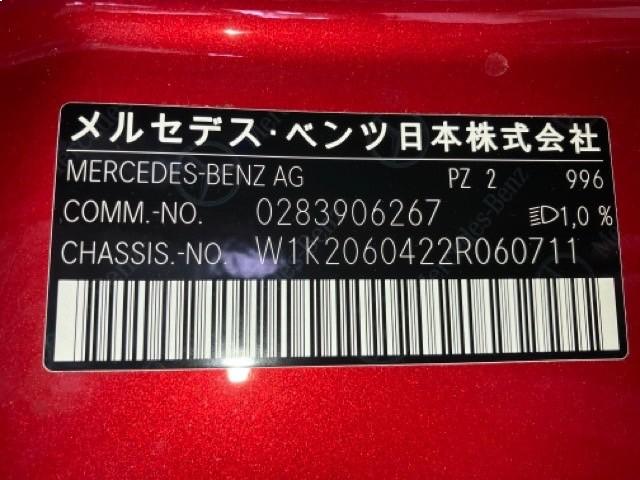 メルセデス・ベンツ日本株式会社
MERCEDES-BENZ AG PZ 2 996
COMM.-NO. 0283906267 1,0 %
CHASSIS.-NO. W1K2060422R060711